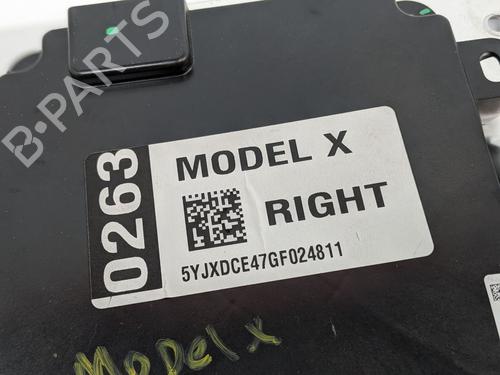 B-PARTS
0263
MODEL X
RIGHT
5YJXDCE47GF024811
Model x